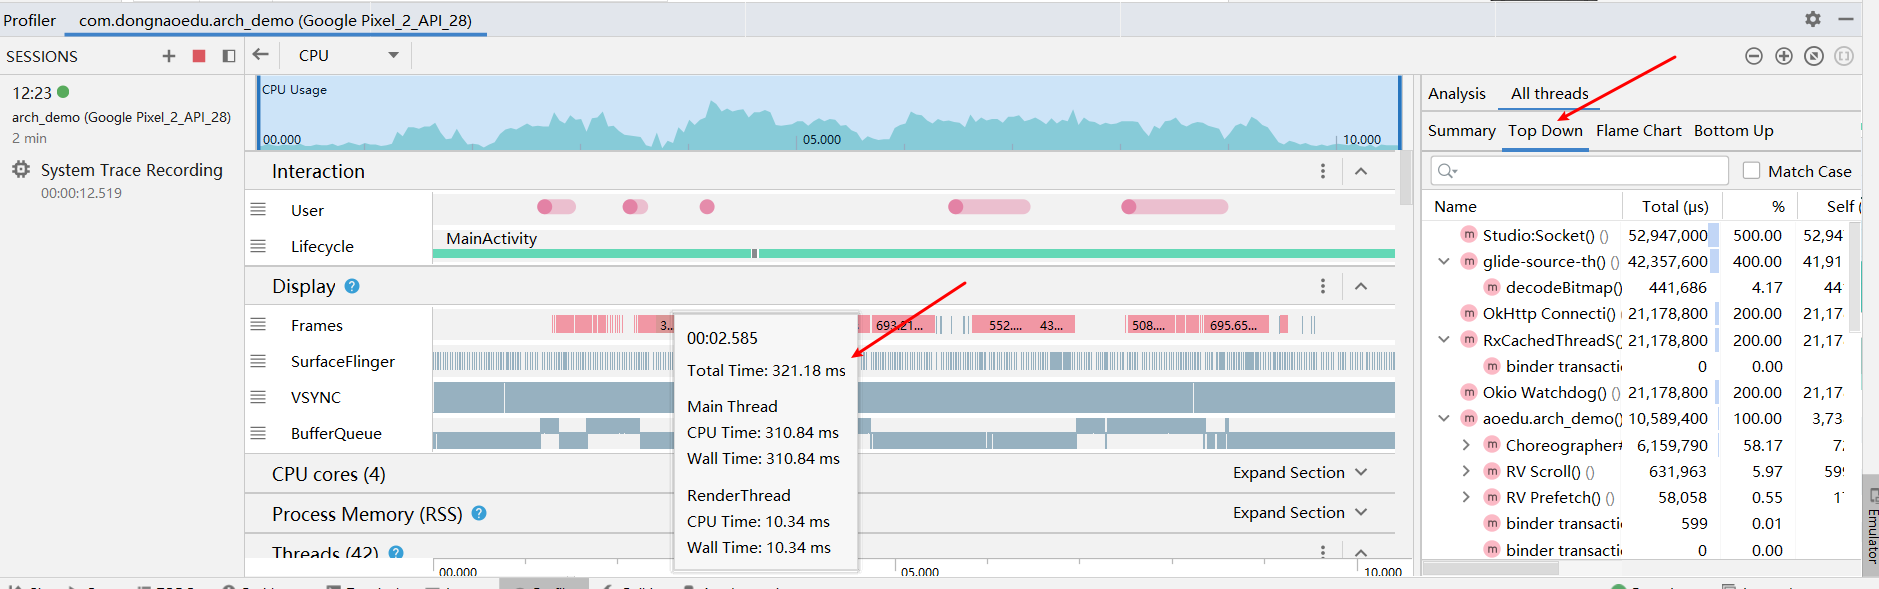 Profiler com.dongnaoedu.arch_demo (Google Pixel_2_API_28)
SESSIONS
CPU
12:23
arch_demo (Google Pixel_2_API_28)
2 min
System Trace Recording
00:00:12.519
CPU Usage
00.000 05.000 10.000
Interaction
User
Lifecycle
MainActivity
Display
Frames
3... 693.21... 552.... 43... 508.... 695.65...
SurfaceFlinger
VSYNC
BufferQueue
CPU cores (4) Expand Section
Process Memory (RSS) Expand Section
Threads (42)
00.000 05.000 10.000
00:02.585
Total Time: 321.18 ms
Main Thread
CPU Time: 310.84 ms
Wall Time: 310.84 ms
RenderThread
CPU Time: 10.34 ms
Wall Time: 10.34 ms
Analysis All threads
Summary Top Down Flame Chart Bottom Up
Match Case
Name Total (μs) % Self (
m Studio:Socket() () 52,947,000 500.00 52,94
m glide-source-th() () 42,357,600 400.00 41,91
m decodeBitmap() 441,686 4.17 44
m OkHttp Connecti() ( 21,178,800 200.00 21,17
m RxCachedThreadS() 21,178,800 200.00 21,17
m binder transacti 0 0.00
m Okio Watchdog() () 21,178,800 200.00 21,17
m aoedu.arch_demo() 10,589,400 100.00 3,73
m Choreographer# 6,159,790 58.17 7
m RV Scroll() () 631,963 5.97 599
m RV Prefetch() () 58,058 0.55 1
m binder transacti 599 0.01
m binder transacti 0 0.00
Emulator